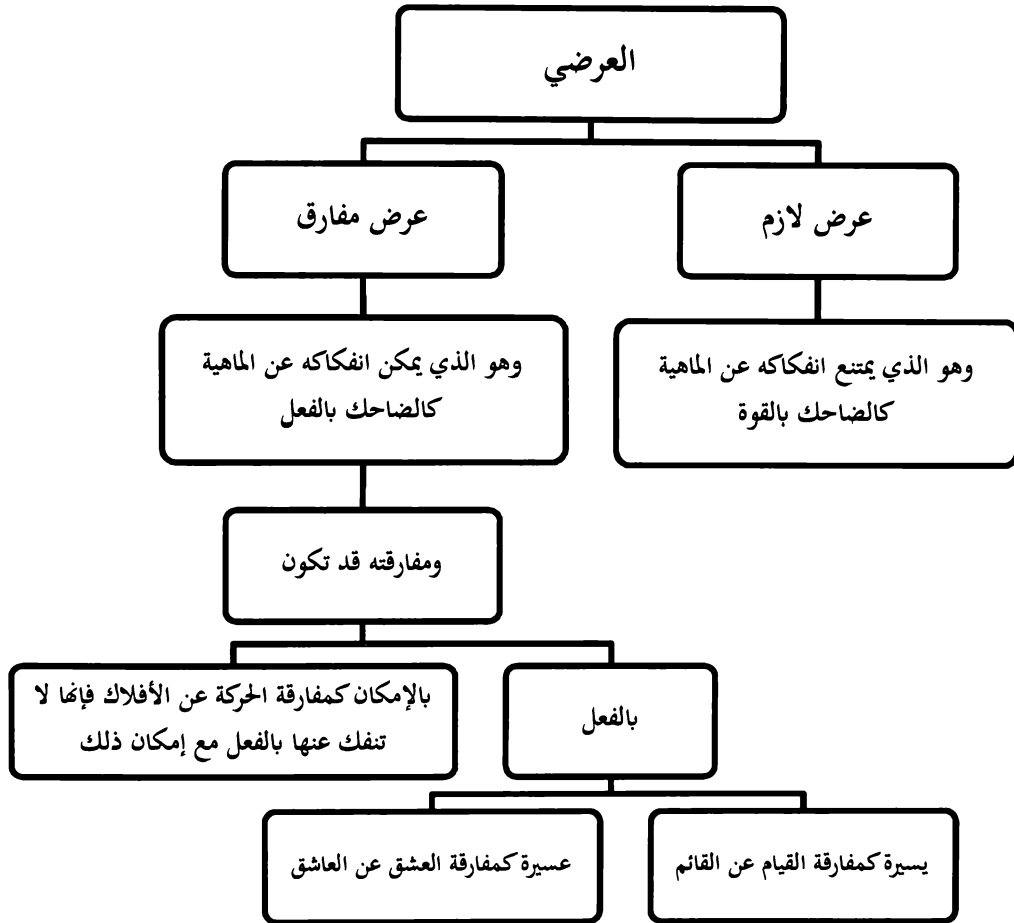 العرضي
عرض لازم
عرض مفارق
وهو الذي يمتنع انفكاكه عن الماهية
كالضاحك بالقوة
وهو الذي يمكن انفكاكه عن الماهية
كالضاحك بالفعل
ومفارقته قد تكون
بالفعل
بالإمكان كمفارقة الحركة عن الأفلاك فإنها لا
تنفك عنها بالفعل مع إمكان ذلك
يسيرة كمفارقة القيام عن القائم
عسيرة كمفارقة العشق عن العاشق